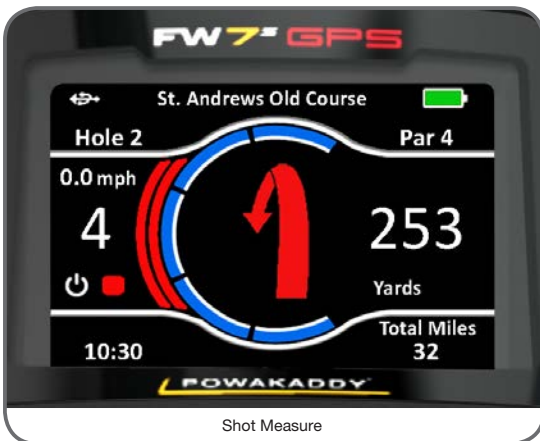 FW7s GPS
St. Andrews Old Course
Hole 2 Par 4
0.0 mph
4 253
Yards
Total Miles
10:30 32
POWAKADDY
Shot Measure